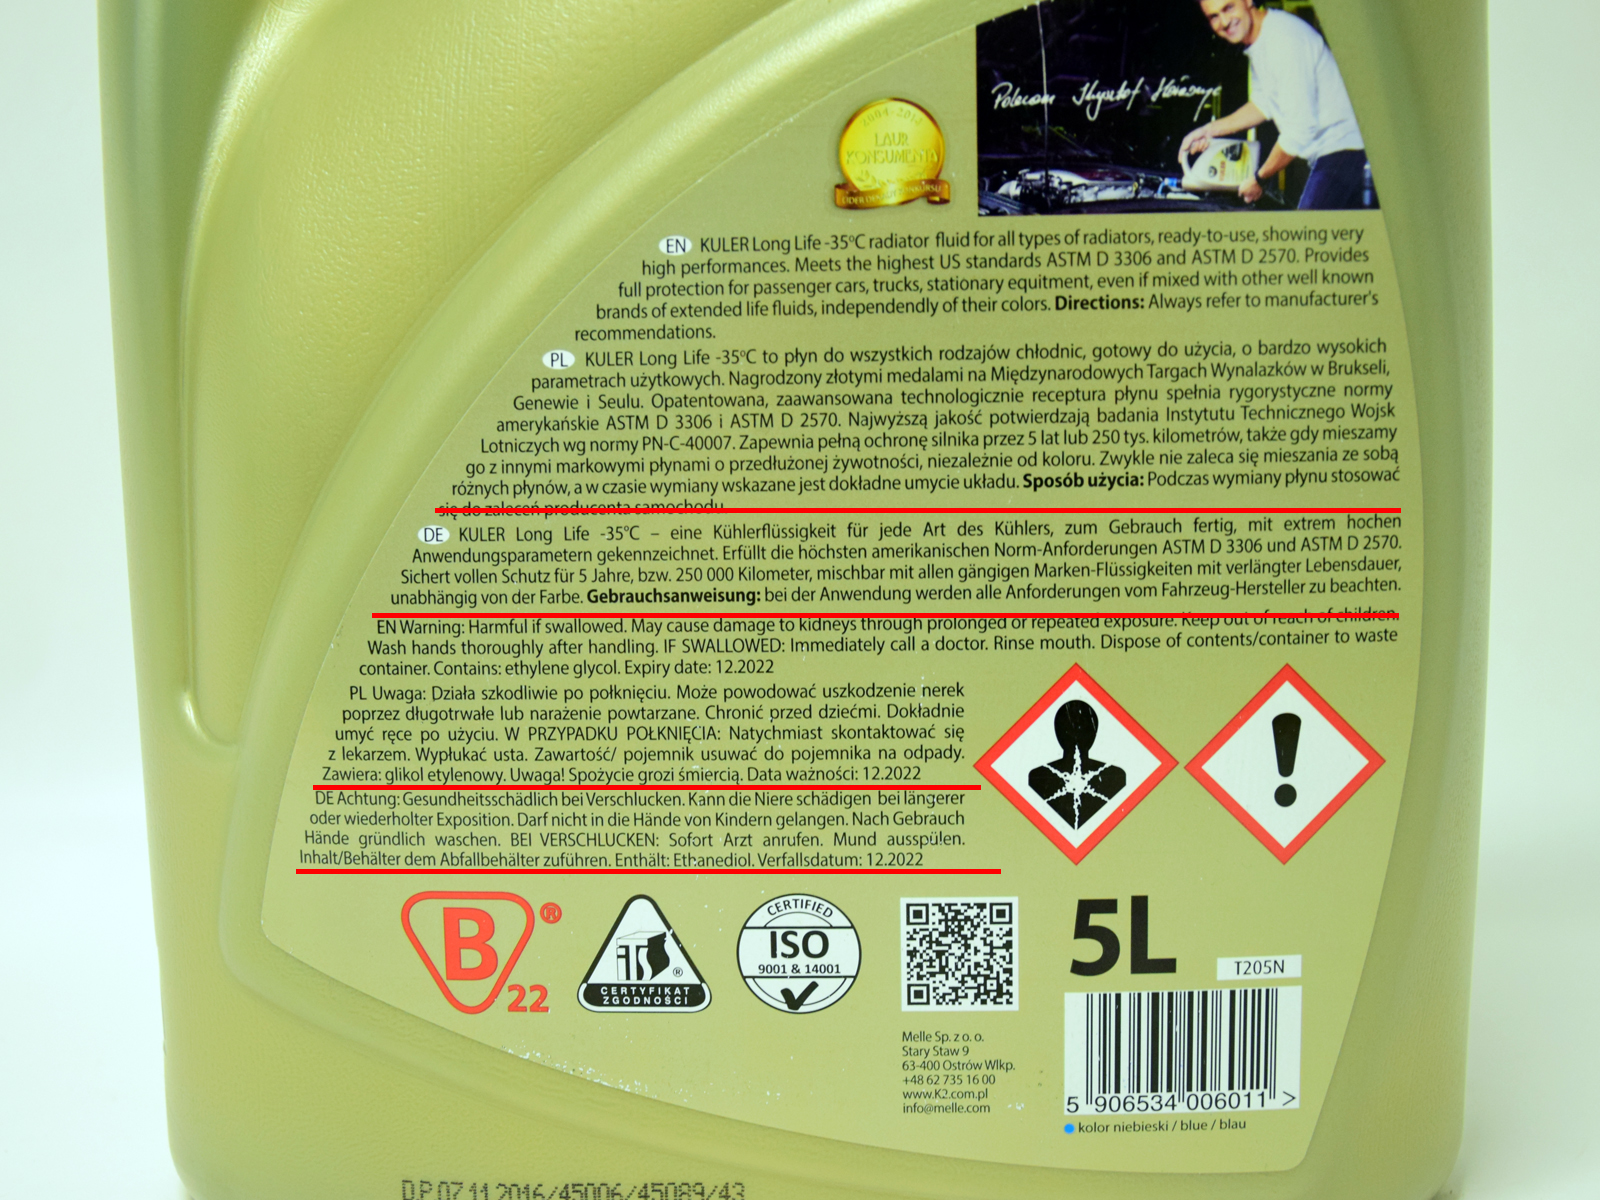 Polecam Krzysztof Hołowczyc
2004-2016
LAUR
KONSUMENTA
EN KULER Long Life -35°C radiator fluid for all types of radiators, ready-to-use, showing very
high performances. Meets the highest US standards ASTM D 3306 and ASTM D 2570. Provides
full protection for passenger cars, trucks, stationary equitment, even if mixed with other well known
brands of extended life fluids, independendly of their colors. Directions: Always refer to manufacturer's
recommendations.
PL KULER Long Life -35°C to płyn do wszystkich rodzajów chłodnic, gotowy do użycia, o bardzo wysokich
parametrach użytkowych. Nagrodzony złotymi medalami na Międzynarodowych Targach Wynalazków w Brukseli,
Genewie i Seulu. Opatentowana, zaawansowana technologicznie receptura płynu spełnia rygorystyczne normy
amerykańskie ASTM D 3306 i ASTM D 2570. Najwyższą jakość potwierdzają badania Instytutu Technicznego Wojsk
Lotniczych wg normy PN-C-40007. Zapewnia pełną ochronę silnika przez 5 lat lub 250 tys. kilometrów, także gdy mieszamy
go z innymi markowymi płynami o przedłużonej żywotności, niezależnie od koloru. Zwykle nie zaleca się mieszania ze sobą
różnych płynów, a w czasie wymiany wskazane jest dokładne umycie układu. Sposób użycia: Podczas wymiany płynu stosować
się do zaleceń producenta samochodu.
DE KULER Long Life -35°C – eine Kühlerflüssigkeit für jede Art des Kühlers, zum Gebrauch fertig, mit extrem hochen
Anwendungsparametern gekennzeichnet. Erfüllt die höchsten amerikanischen Norm-Anforderungen ASTM D 3306 und ASTM D 2570.
Sichert vollen Schutz für 5 Jahre, bzw. 250 000 Kilometer, mischbar mit allen gängigen Marken-Flüssigkeiten mit verlängter Lebensdauer,
unabhängig von der Farbe. Gebrauchsanweisung: bei der Anwendung werden alle Anforderungen vom Fahrzeug-Hersteller zu beachten.
EN Warning: Harmful if swallowed. May cause damage to kidneys through prolonged or repeated exposure. Keep out of reach of children.
Wash hands thoroughly after handling. IF SWALLOWED: Immediately call a doctor. Rinse mouth. Dispose of contents/container to waste
container. Contains: ethylene glycol. Expiry date: 12.2022
PL Uwaga: Działa szkodliwie po połknięciu. Może powodować uszkodzenie nerek
poprzez długotrwałe lub narażenie powtarzane. Chronić przed dziećmi. Dokładnie
umyć ręce po użyciu. W PRZYPADKU POŁKNIĘCIA: Natychmiast skontaktować się
z lekarzem. Wypłukać usta. Zawartość/ pojemnik usuwać do pojemnika na odpady.
Zawiera: glikol etylenowy. Uwaga! Spożycie grozi śmiercią. Data ważności: 12.2022
DE Achtung: Gesundheitsschädlich bei Verschlucken. Kann die Niere schädigen bei längerer
oder wiederholter Exposition. Darf nicht in die Hände von Kindern gelangen. Nach Gebrauch
Hände gründlich waschen. BEI VERSCHLUCKEN: Sofort Arzt anrufen. Mund ausspülen.
Inhalt/Behälter dem Abfallbehälter zuführen. Enthält: Ethanediol. Verfallsdatum: 12.2022
B ® 22
iTS ®
CERTYFIKAT
ZGODNOŚCI
CERTIFIED
ISO
9001 & 14001
5L
T205N
Melle Sp. z o. o.
Stary Staw 9
63-400 Ostrów Wlkp.
+48 62 735 16 00
www.K2.com.pl
info@melle.com
5 906534 006011 >
kolor niebieski / blue / blau
D.P.07.11.2016/45006/45089/43